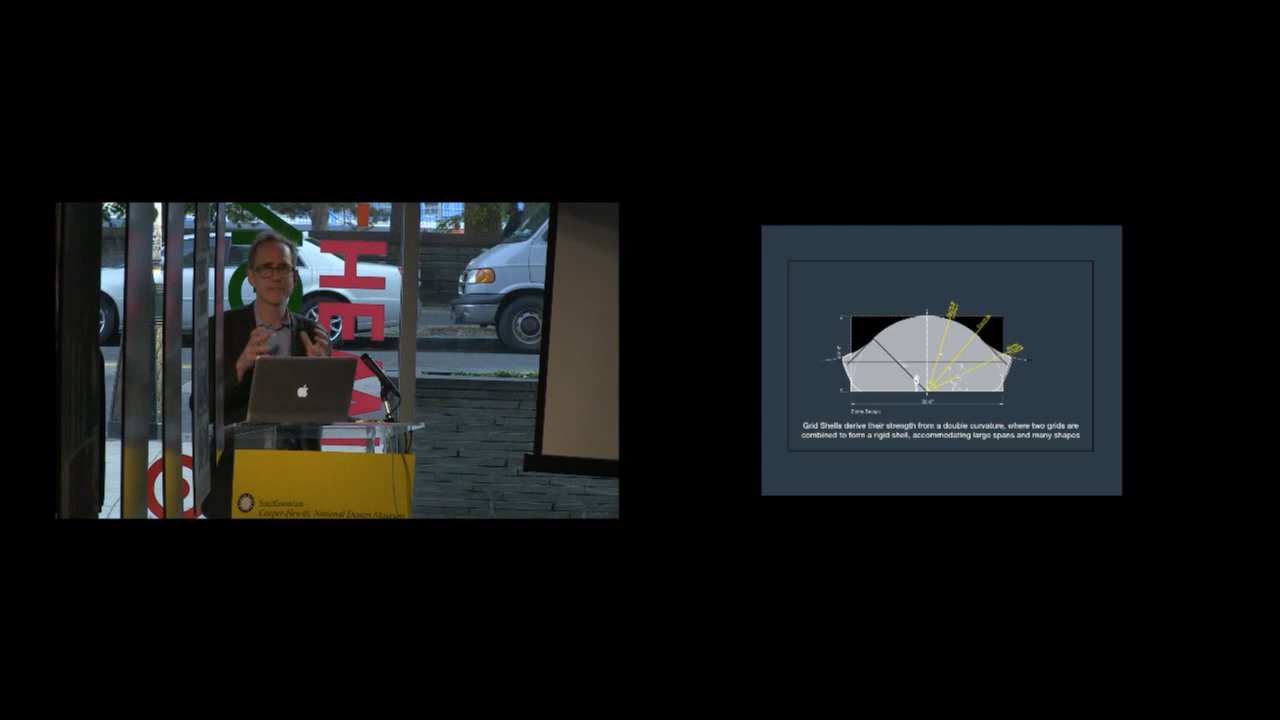 HEAL
Smithsonian
Cooper-Hewitt, National Design Museum
Grid Shells derive their strength from a double curvature, where two grids are
combined to form a rigid shell, accommodating large spans and many shapes